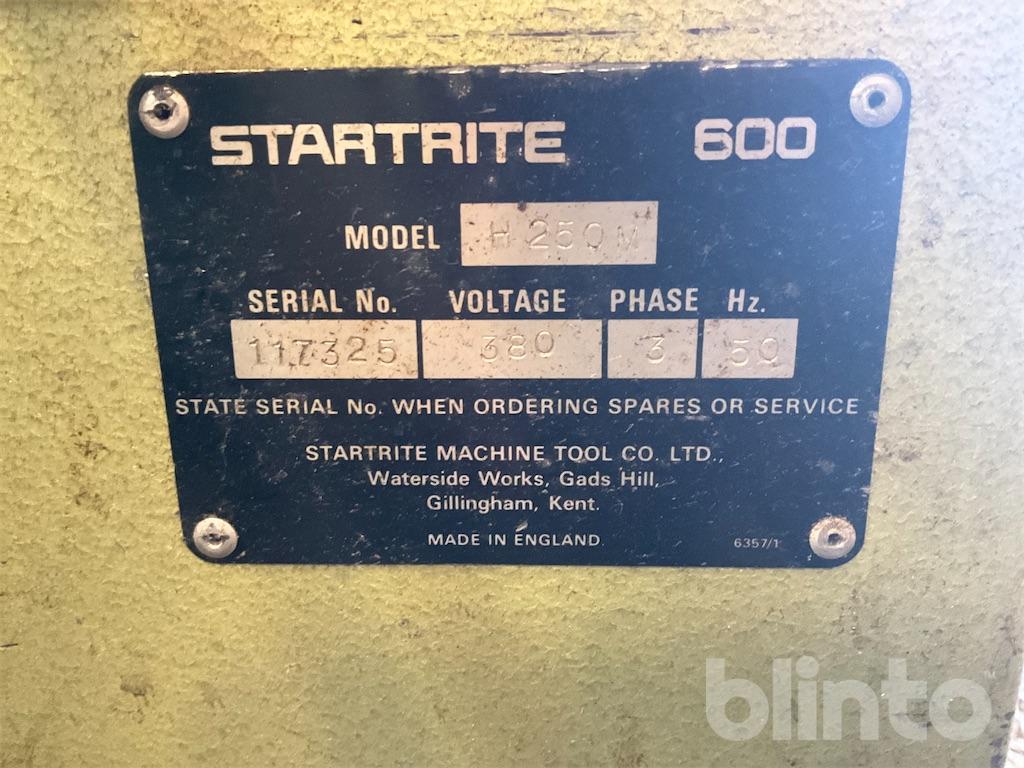 STARTRITE 600
MODEL H 250 M
SERIAL No. VOLTAGE PHASE Hz.
117325 380 3 50
STATE SERIAL No. WHEN ORDERING SPARES OR SERVICE
STARTRITE MACHINE TOOL CO. LTD.,
Waterside Works, Gads Hill,
Gillingham, Kent.
MADE IN ENGLAND. 6357/1
blinto